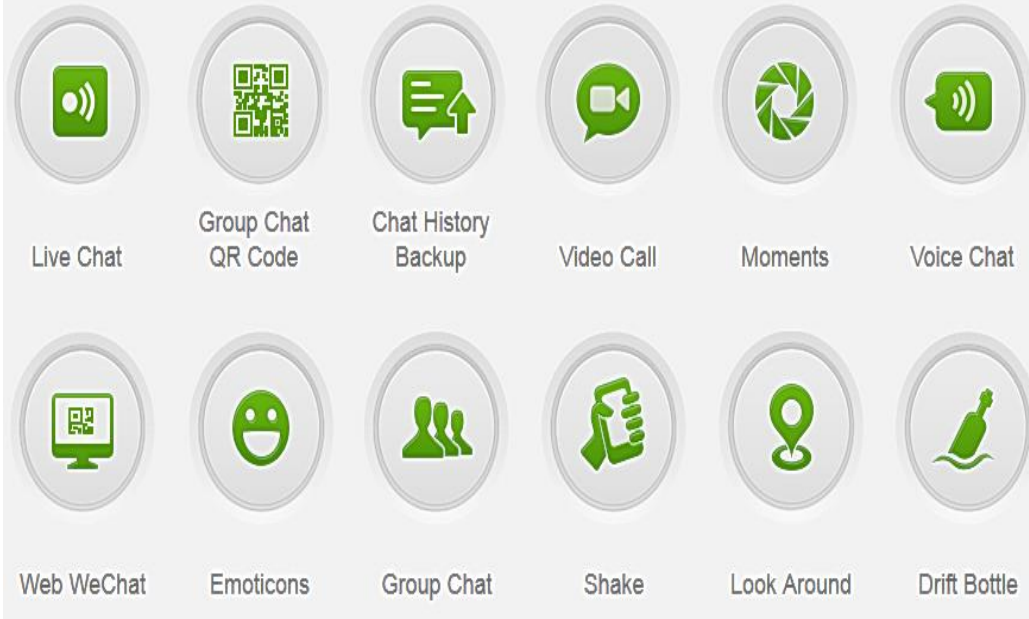 Live Chat
Group Chat
QR Code
Chat History
Backup
Video Call
Moments
Voice Chat
Web WeChat
Emoticons
Group Chat
Shake
Look Around
Drift Bottle